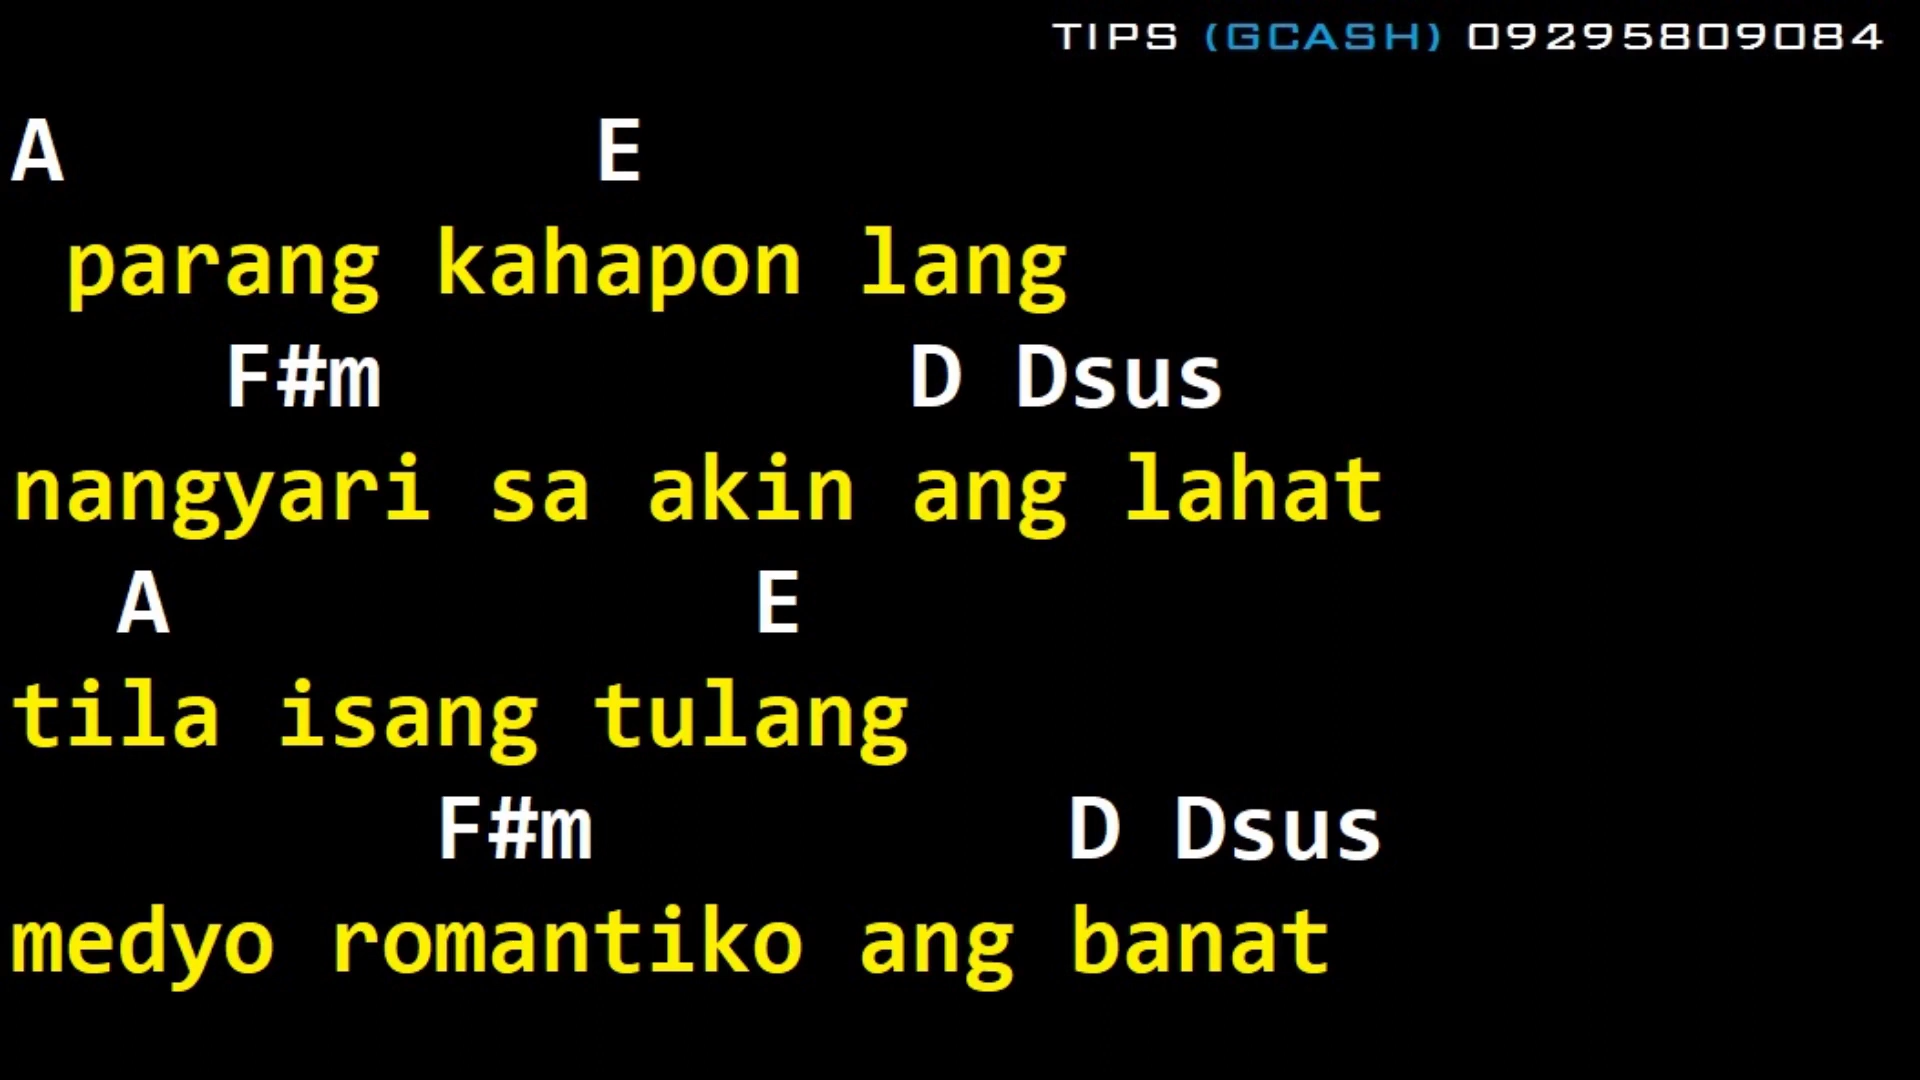 TIPS (GCASH) 09295809084
A E
parang kahapon lang
F#m D Dsus
nangyari sa akin ang lahat
A E
tila isang tulang
F#m D Dsus
medyo romantiko ang banat